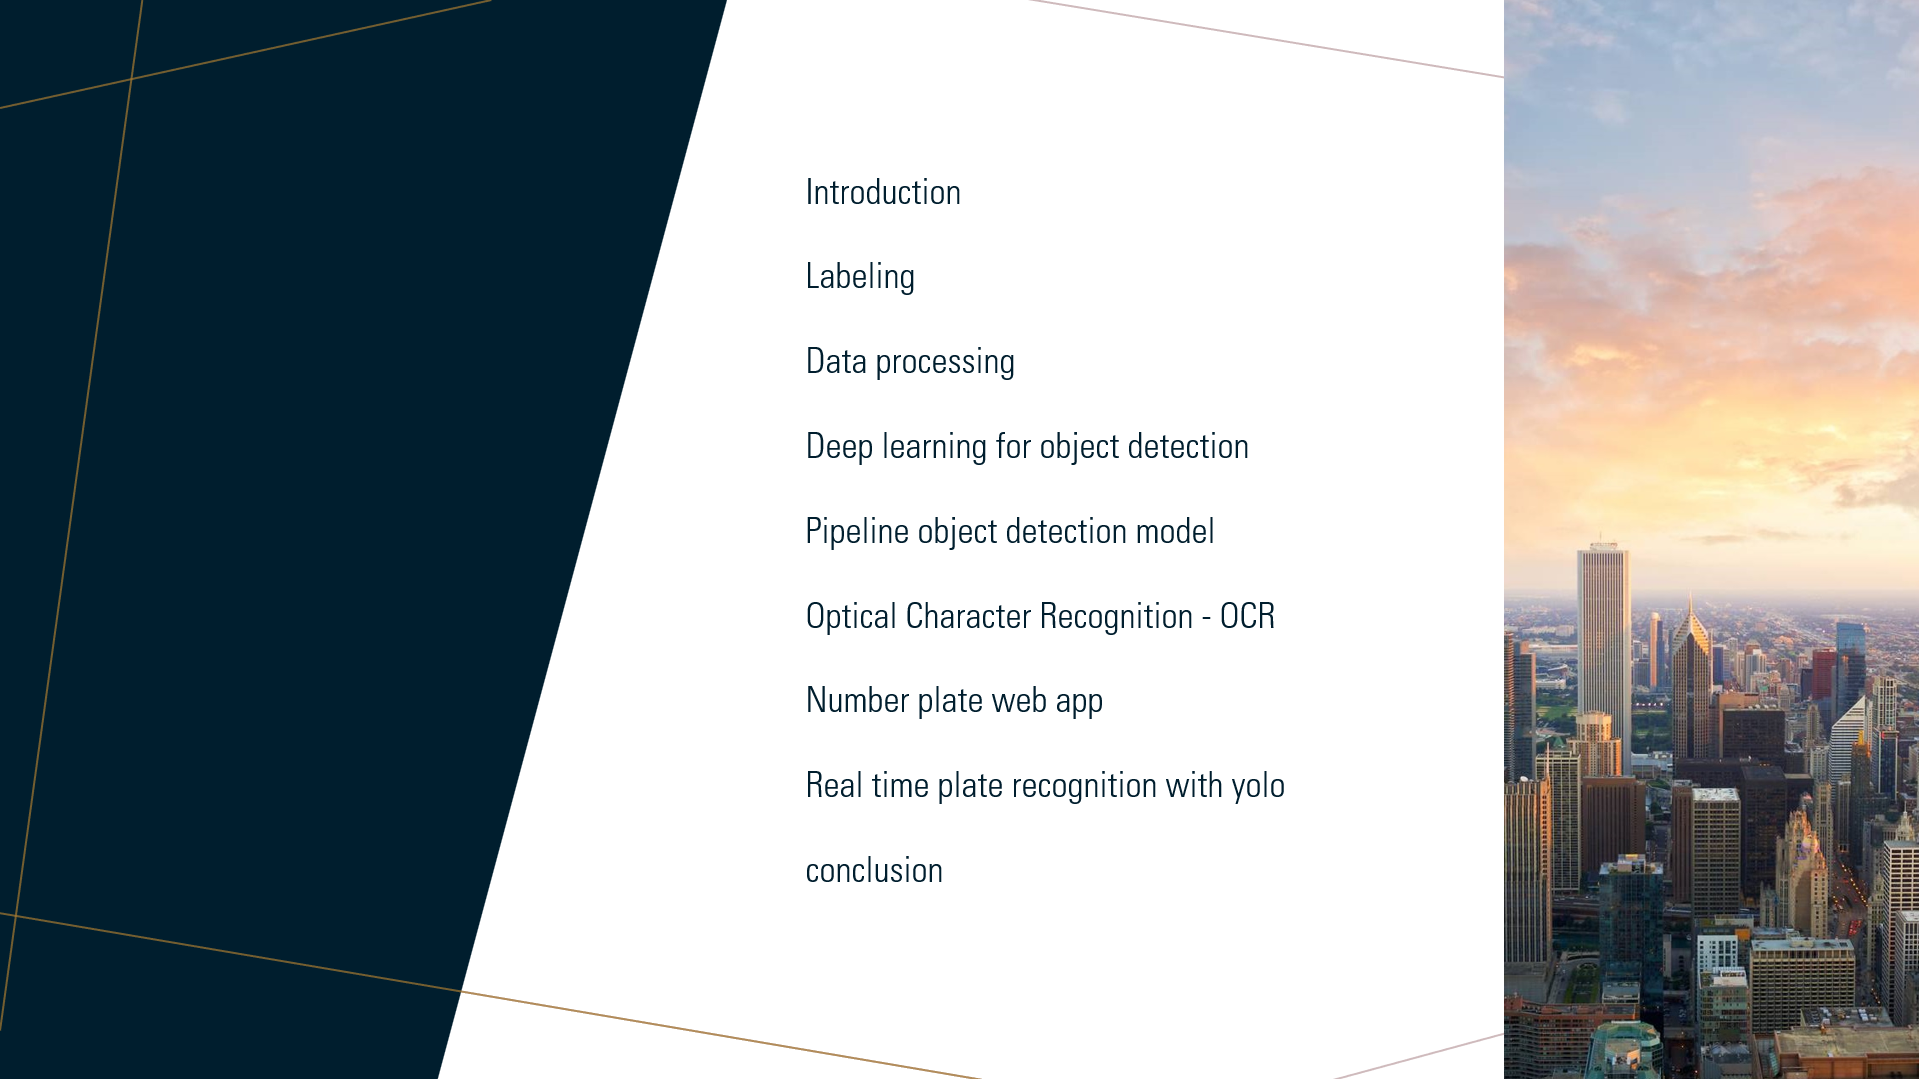 Introduction
Labeling
Data processing
Deep learning for object detection
Pipeline object detection model
Optical Character Recognition - OCR
Number plate web app
Real time plate recognition with yolo
conclusion